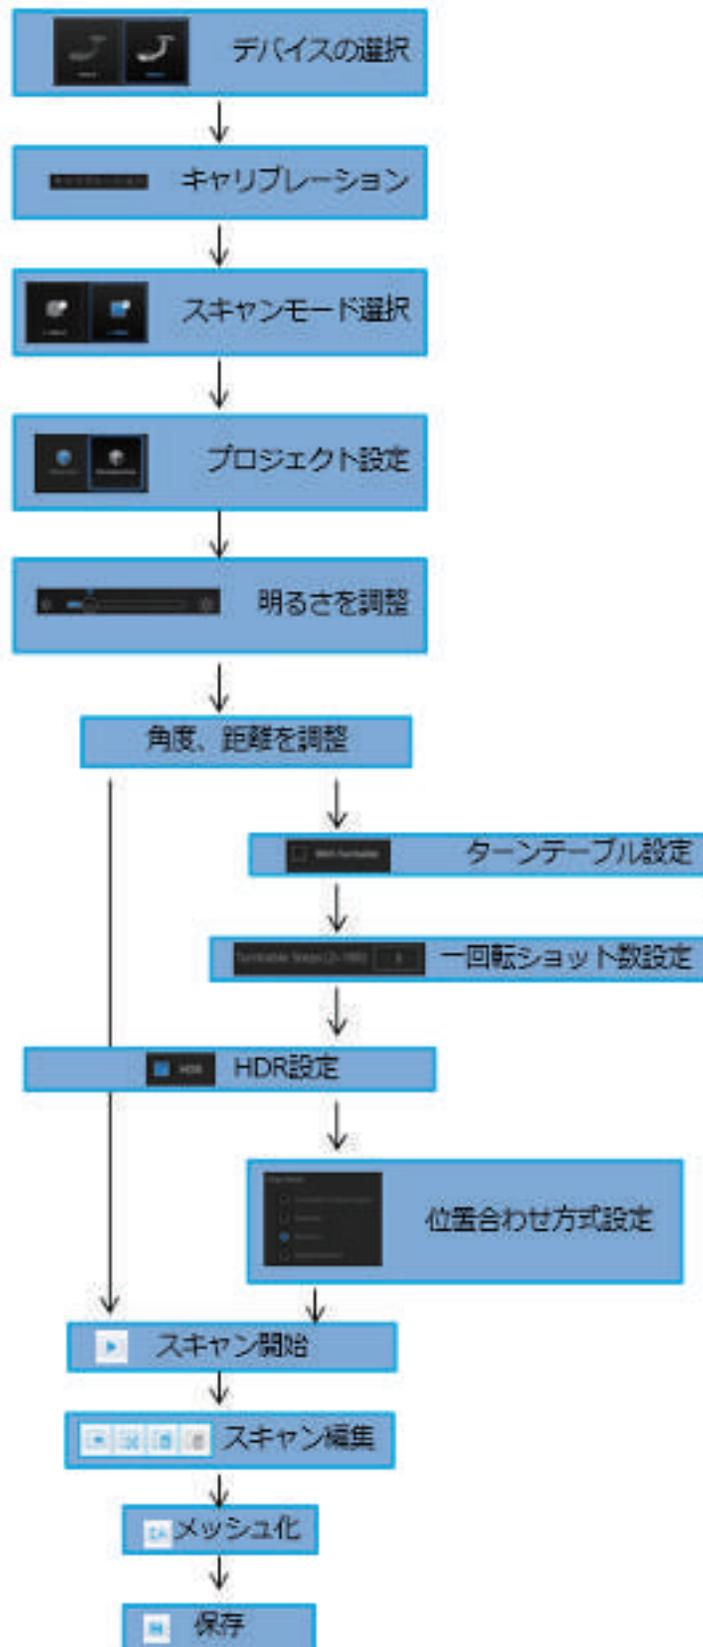 デバイスの選択
キャリブレーション
スキャンモード選択
プロジェクト設定
明るさを調整
角度、距離を調整
ターンテーブル設定
Turntable Steps (2~180) 8
一回転ショット数設定
HDR HDR設定
位置合わせ方式設定
スキャン開始
スキャン編集
メッシュ化
保存